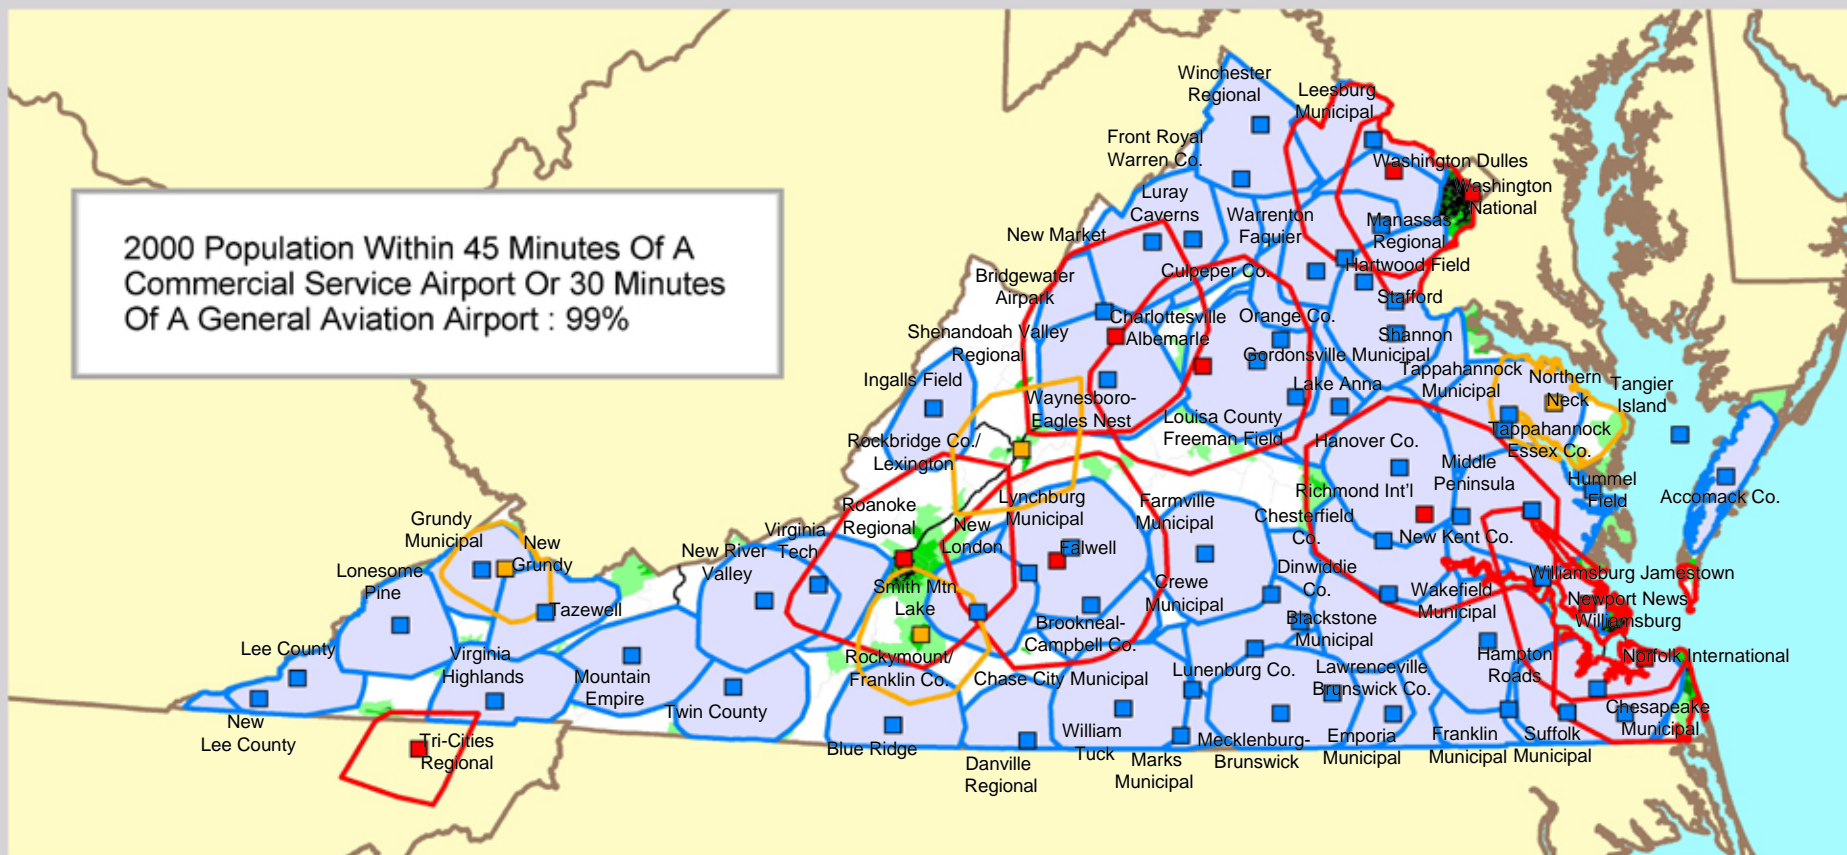 2000 Population Within 45 Minutes Of A
Commercial Service Airport Or 30 Minutes
Of A General Aviation Airport : 99%
Winchester
Regional
Leesburg
Municipal
Front Royal
Warren Co.
Washington Dulles
Washington
National
Luray
Caverns
Warrenton
Faquier
Manassas
Regional
New Market
Bridgewater
Airpark
Culpeper Co.
Hartwood Field
Stafford
Shenandoah Valley
Regional
Charlottesville
Albemarle
Orange Co.
Shannon
Gordonsville Municipal
Ingalls Field
Waynesboro-
Eagles Nest
Lake Anna
Tappahannock
Municipal
Northern
Neck
Tangier
Island
Louisa County
Freeman Field
Rockbridge Co./
Lexington
Hanover Co.
Tappahannock
Essex Co.
Middle
Peninsula
Hummel
Field
Accomack Co.
Richmond Int'l
Roanoke
Regional
Lynchburg
Municipal
Farmville
Municipal
Chesterfield
Co.
New Kent Co.
Grundy
Municipal
New
Grundy
New River
Valley
Virginia
Tech
New
London
Falwell
Lonesome
Pine
Tazewell
Smith Mtn
Lake
Crewe
Municipal
Dinwiddie
Co.
Wakefield
Municipal
Williamsburg Jamestown
Newport News
Williamsburg
Brookneal-
Campbell Co.
Blackstone
Municipal
Lee County
Virginia
Highlands
Mountain
Empire
Rockymount/
Franklin Co.
Chase City Municipal
Lunenburg Co.
Lawrenceville
Brunswick Co.
Hampton
Roads
Norfolk International
New
Lee County
Tri-Cities
Regional
Twin County
Blue Ridge
Danville
Regional
William
Tuck
Marks
Municipal
Mecklenburg-
Brunswick
Emporia
Municipal
Franklin
Municipal
Suffolk
Municipal
Chesapeake
Municipal